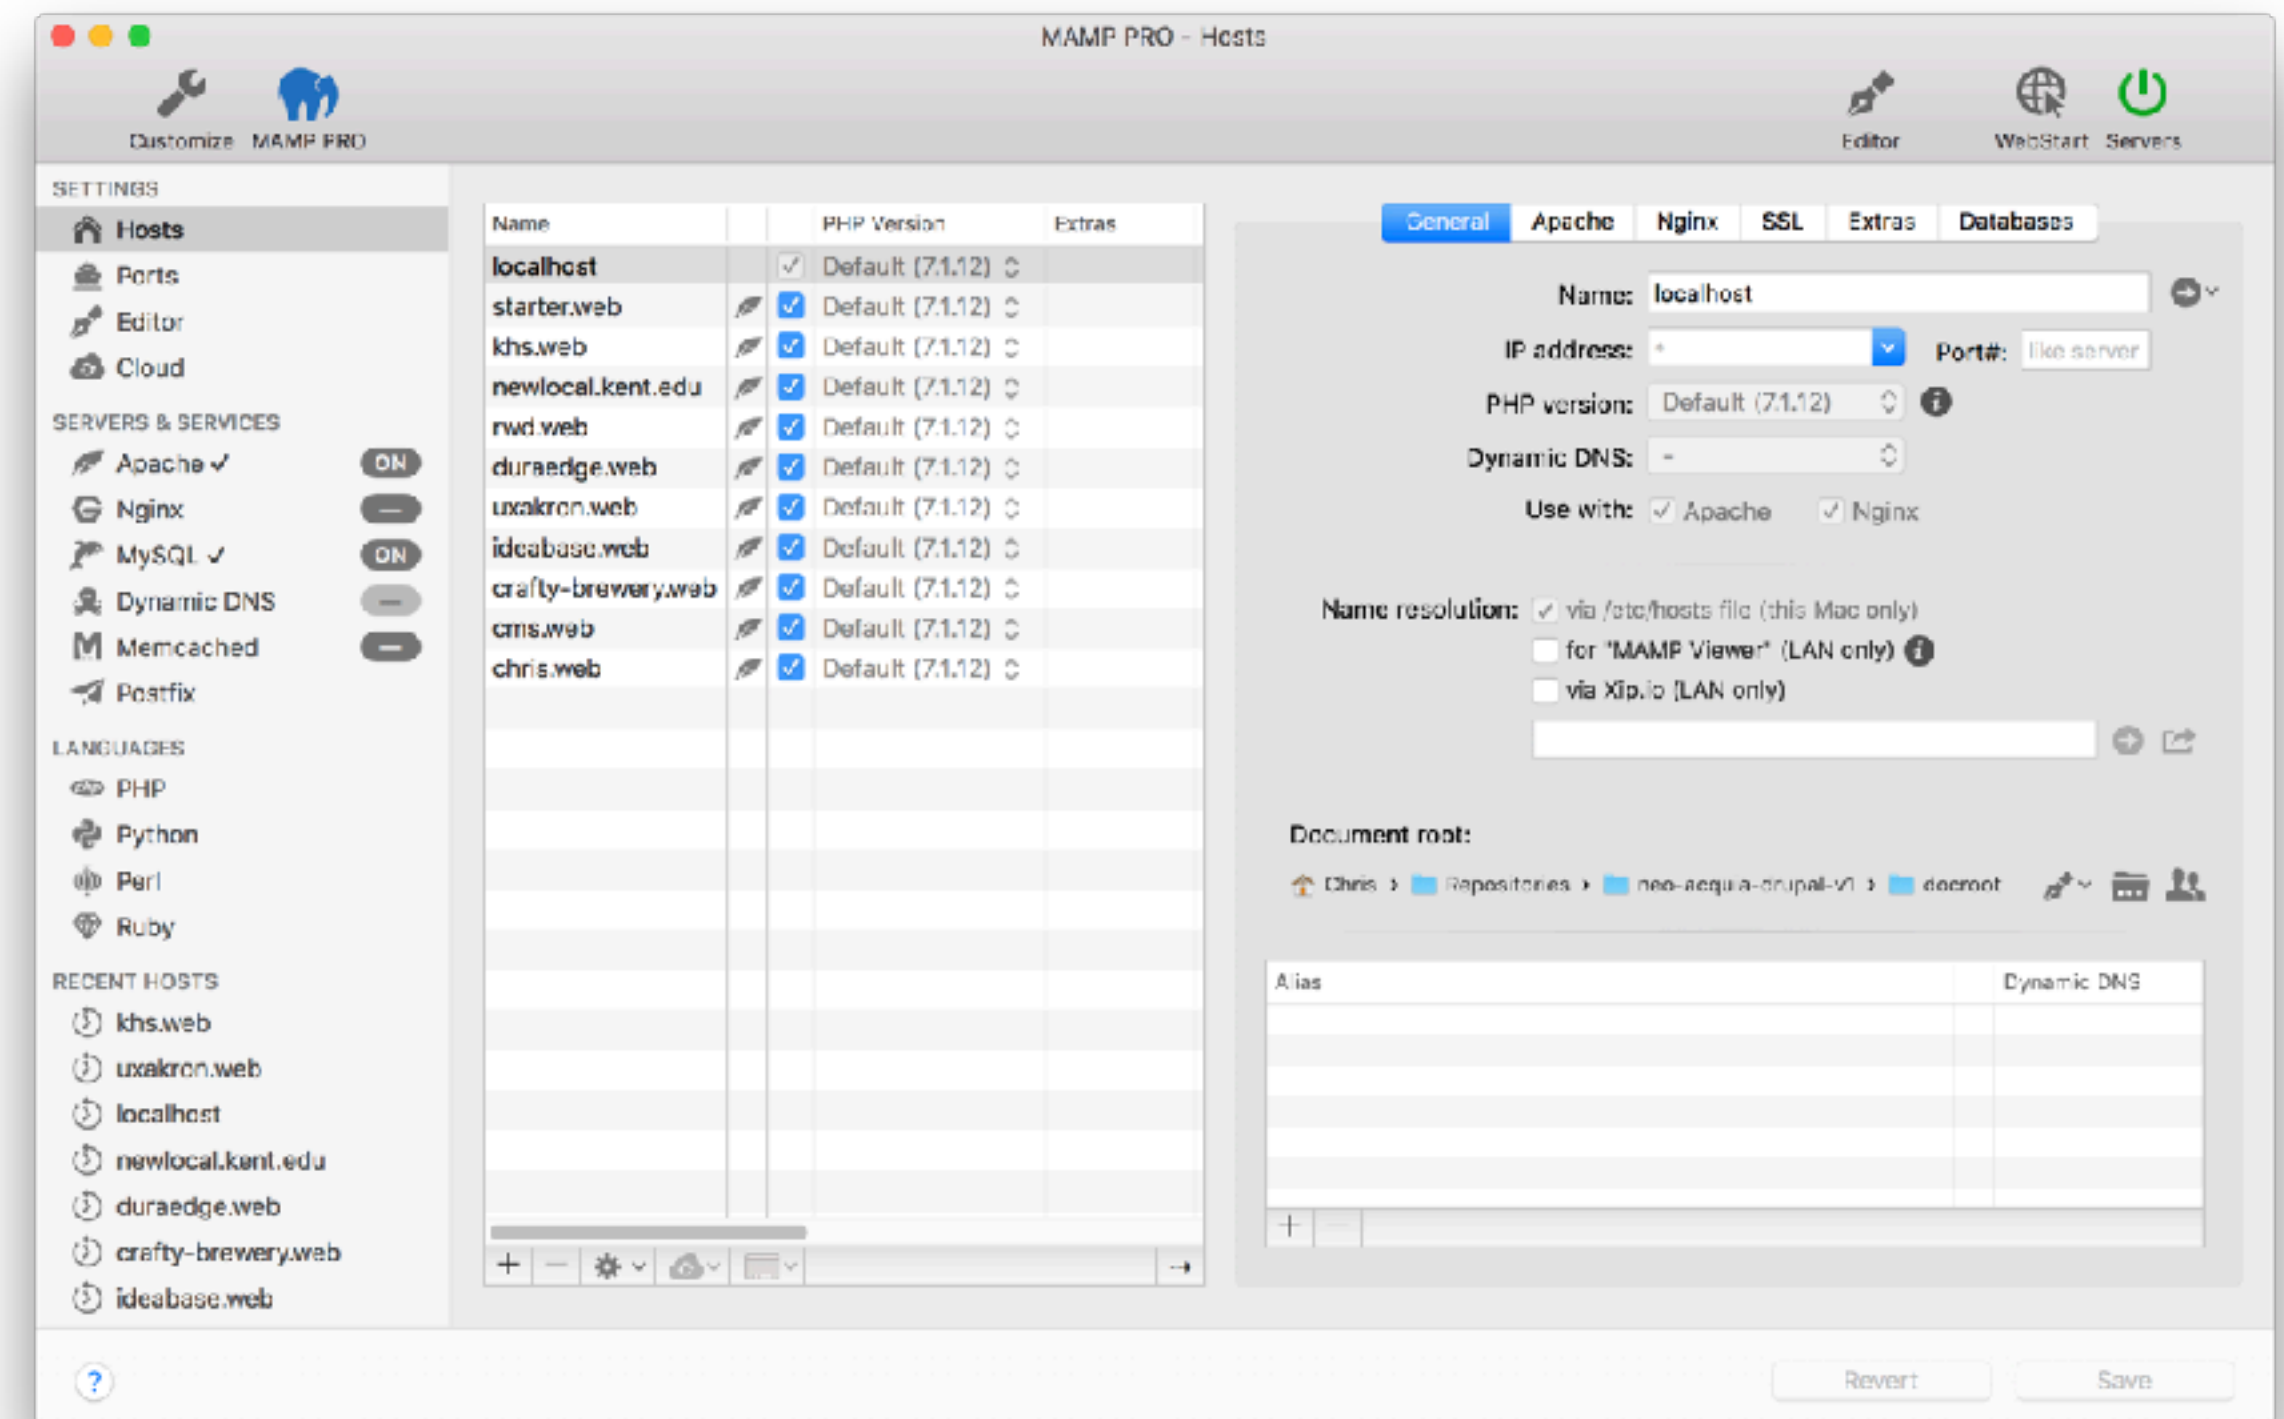 MAMP PRO - Hosts
Customize MAMP PRO Editor WebStart Servers
SETTINGS
Hosts
Ports
Editor
Cloud
SERVERS & SERVICES
Apache ✓ ON
Nginx
MySQL ✓ ON
Dynamic DNS
Memcached
Postfix
LANGUAGES
PHP
Python
Perl
Ruby
RECENT HOSTS
khs.web
uxakron.web
localhost
newlocal.kent.edu
duraedge.web
crafty-brewery.web
ideabase.web
Name PHP Version Extras
localhost Default (7.1.12)
starter.web Default (7.1.12)
khs.web Default (7.1.12)
newlocal.kent.edu Default (7.1.12)
rwd.web Default (7.1.12)
duraedge.web Default (7.1.12)
uxakron.web Default (7.1.12)
ideabase.web Default (7.1.12)
crafty-brewery.web Default (7.1.12)
cms.web Default (7.1.12)
chris.web Default (7.1.12)
General Apache Nginx SSL Extras Databases
Name: localhost
IP address: * Port#: like server
PHP version: Default (7.1.12)
Dynamic DNS: -
Use with: Apache Nginx
Name resolution: via /etc/hosts file (this Mac only)
for "MAMP Viewer" (LAN only)
via Xip.io (LAN only)
Document root:
Chris › Repositories › neo-acquia-drupal-v1 › docroot
Alias Dynamic DNS
? Revert Save